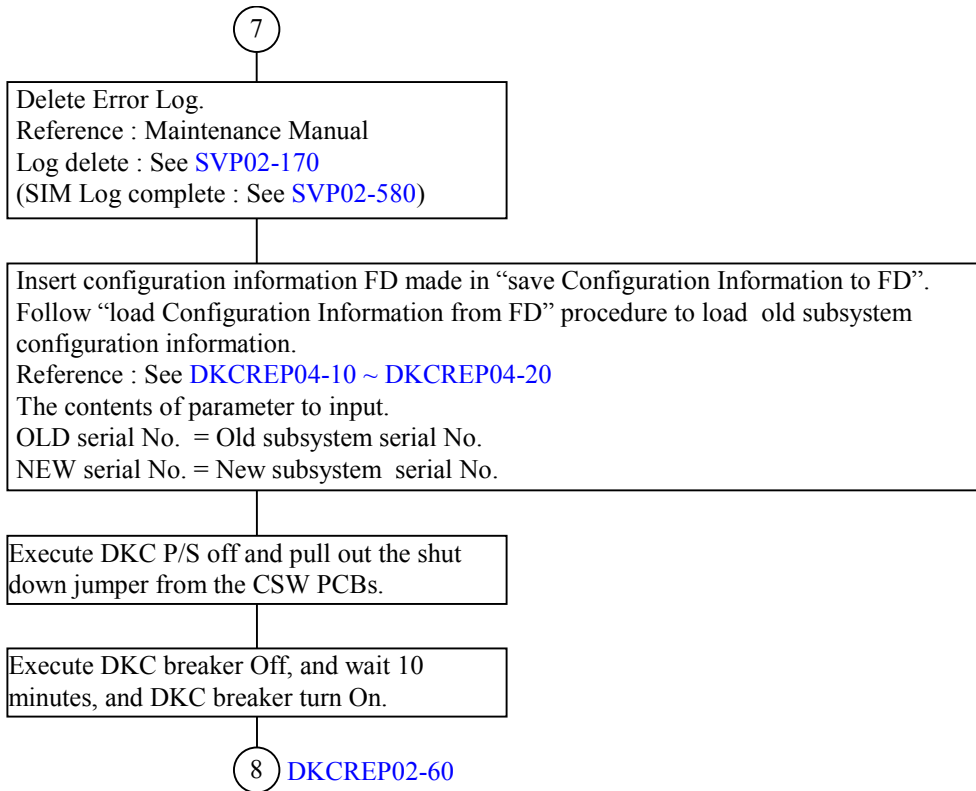 7
Delete Error Log.
Reference : Maintenance Manual
Log delete : See SVP02-170
(SIM Log complete : See SVP02-580)
Insert configuration information FD made in “save Configuration Information to FD”.
Follow “load Configuration Information from FD” procedure to load  old subsystem
configuration information.
Reference : See DKCREP04-10 ~ DKCREP04-20
The contents of parameter to input.
OLD serial No.  = Old subsystem serial No.
NEW serial No. = New subsystem  serial No.
Execute DKC P/S off and pull out the shut
down jumper from the CSW PCBs.
Execute DKC breaker Off, and wait 10
minutes, and DKC breaker turn On.
8 DKCREP02-60